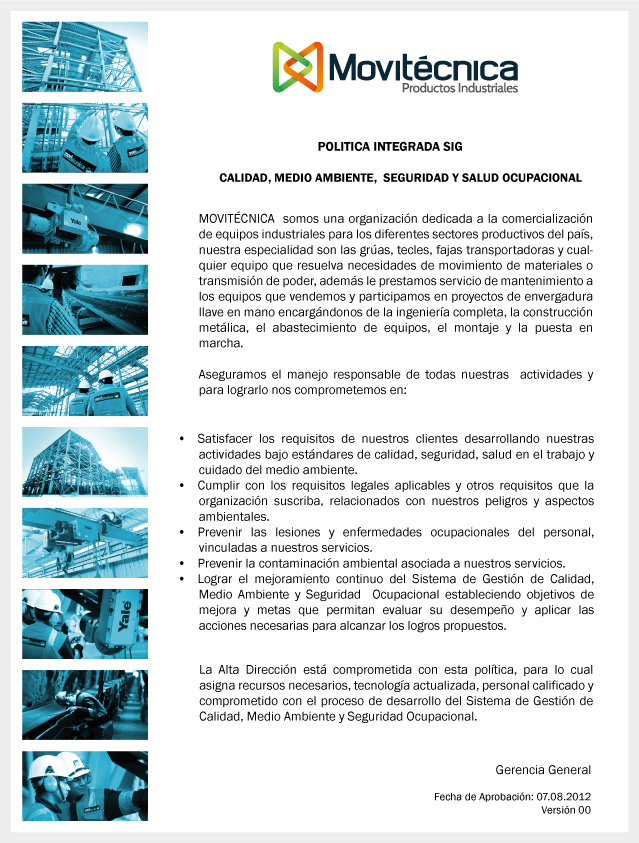 Movitécnica
Productos Industriales
POLITICA INTEGRADA SIG
CALIDAD, MEDIO AMBIENTE, SEGURIDAD Y SALUD OCUPACIONAL
MOVITÉCNICA somos una organización dedicada a la comercialización
de equipos industriales para los diferentes sectores productivos del país,
nuestra especialidad son las grúas, tecles, fajas transportadoras y cual-
quier equipo que resuelva necesidades de movimiento de materiales o
transmisión de poder, además le prestamos servicio de mantenimiento a
los equipos que vendemos y participamos en proyectos de envergadura
llave en mano encargándonos de la ingeniería completa, la construcción
metálica, el abastecimiento de equipos, el montaje y la puesta en
marcha.
Aseguramos el manejo responsable de todas nuestras actividades y
para lograrlo nos comprometemos en:
• Satisfacer los requisitos de nuestros clientes desarrollando nuestras
actividades bajo estándares de calidad, seguridad, salud en el trabajo y
cuidado del medio ambiente.
• Cumplir con los requisitos legales aplicables y otros requisitos que la
organización suscriba, relacionados con nuestros peligros y aspectos
ambientales.
• Prevenir las lesiones y enfermedades ocupacionales del personal,
vinculadas a nuestros servicios.
• Prevenir la contaminación ambiental asociada a nuestros servicios.
• Lograr el mejoramiento continuo del Sistema de Gestión de Calidad,
Medio Ambiente y Seguridad Ocupacional estableciendo objetivos de
mejora y metas que permitan evaluar su desempeño y aplicar las
acciones necesarias para alcanzar los logros propuestos.
La Alta Dirección está comprometida con esta política, para lo cual
asigna recursos necesarios, tecnología actualizada, personal calificado y
comprometido con el proceso de desarrollo del Sistema de Gestión de
Calidad, Medio Ambiente y Seguridad Ocupacional.
Gerencia General
Fecha de Aprobación: 07.08.2012
Versión 00
Yale
Yale